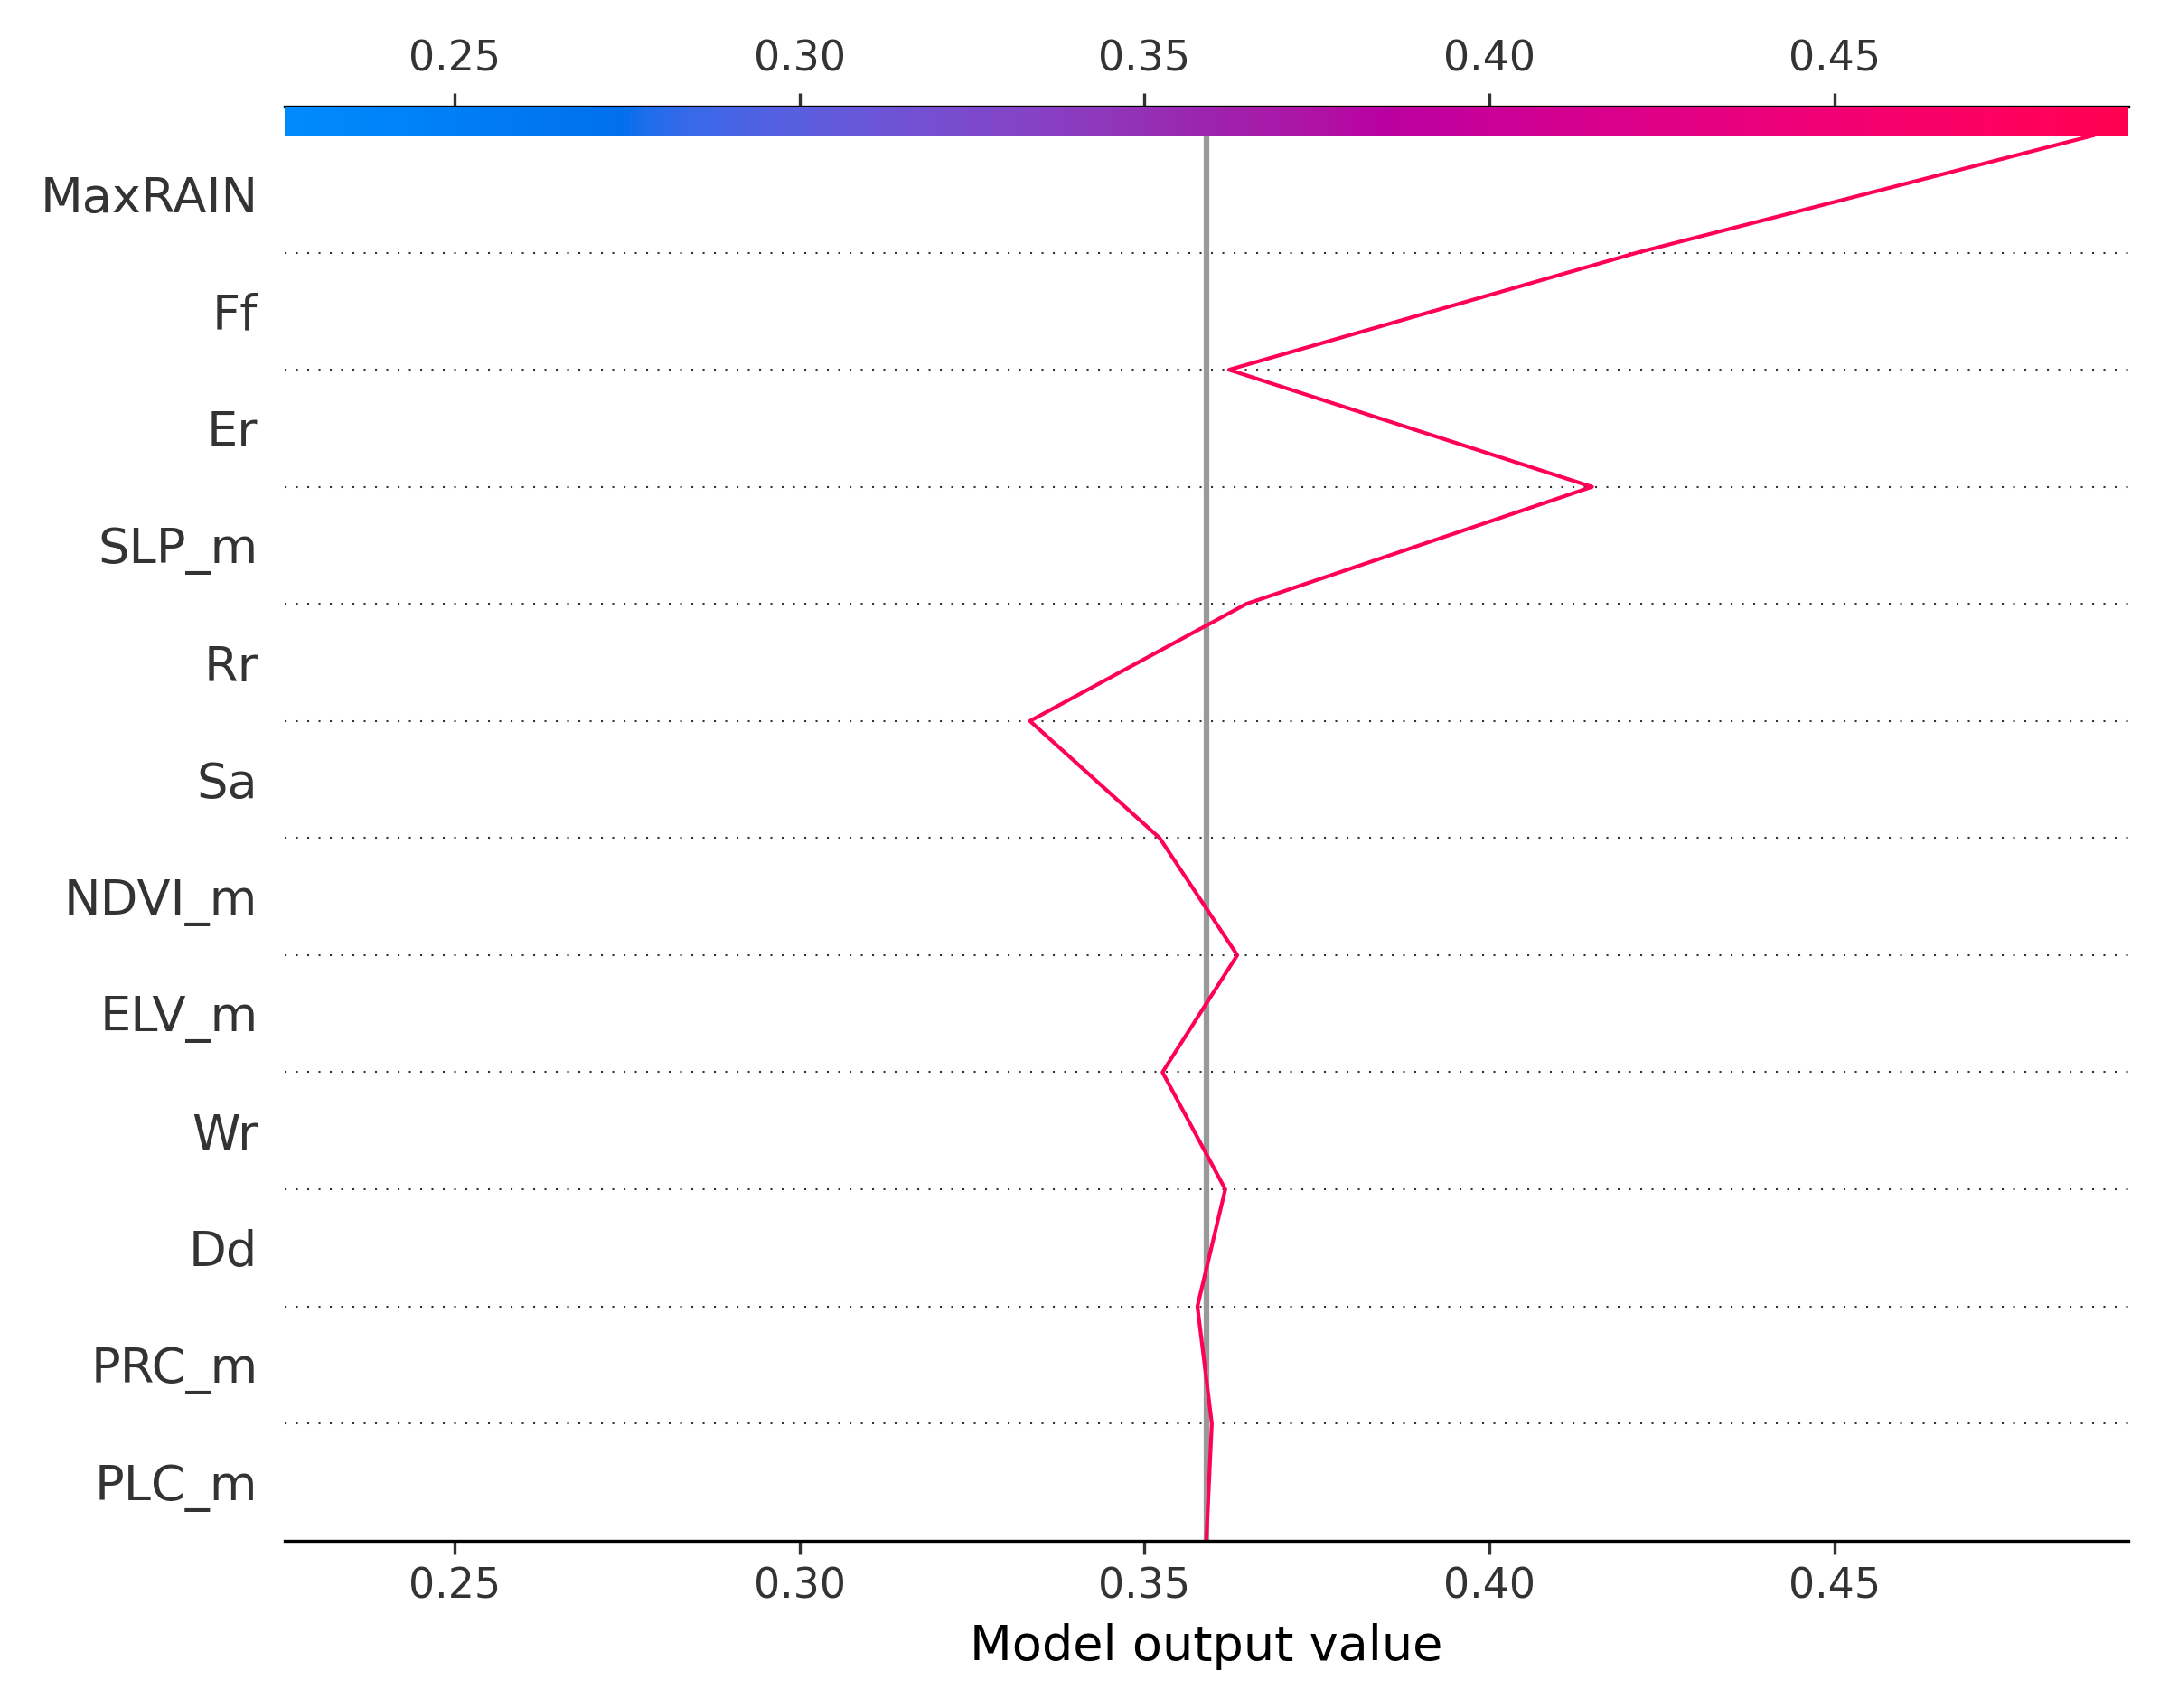 0.25 0.30 0.35 0.40 0.45
MaxRAIN
Ff
Er
SLP_m
Rr
Sa
NDVI_m
ELV_m
Wr
Dd
PRC_m
PLC_m
0.25 0.30 0.35 0.40 0.45
Model output value